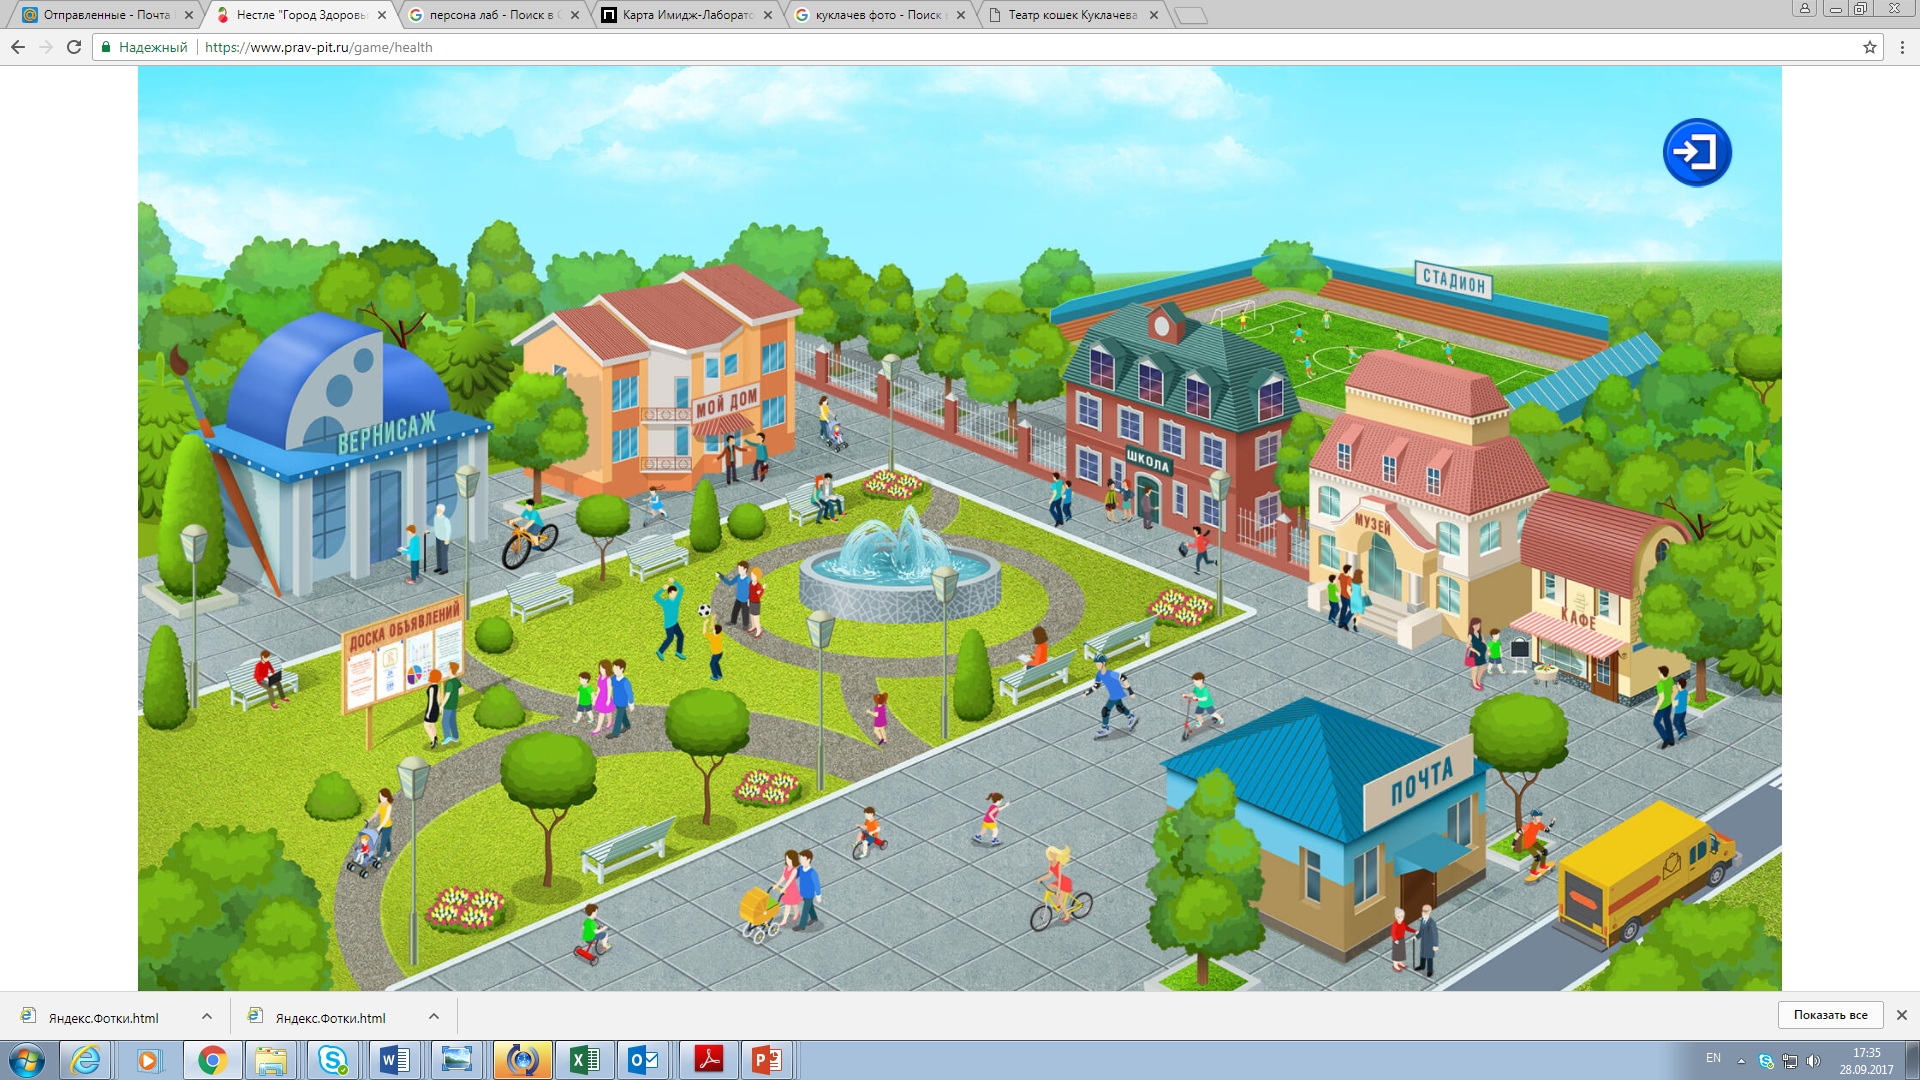 Отправленные - Почта
Нестле "Город Здоровь
персона лаб - Поиск в G
Карта Имидж-Лаборато
куклачев фото - Поиск
Театр кошек Куклачева
Надежный
https://www.prav-pit.ru/game/health
СТАДИОН
МОЙ ДОМ
ВЕРНИСАЖ
ШКОЛА
МУЗЕЙ
КАФЕ
ДОСКА ОБЪЯВЛЕНИЙ
ПОЧТА
Яндекс.Фотки.html
Яндекс.Фотки.html
Показать все
EN
17:35
28.09.2017